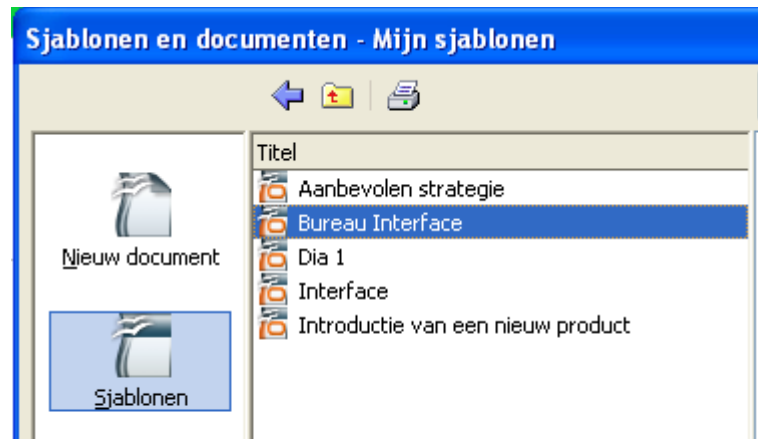 Sjablonen en documenten - Mijn sjablonen
Titel
Aanbevolen strategie
Bureau Interface
Nieuw document
Dia 1
Interface
Introductie van een nieuw product
Sjablonen